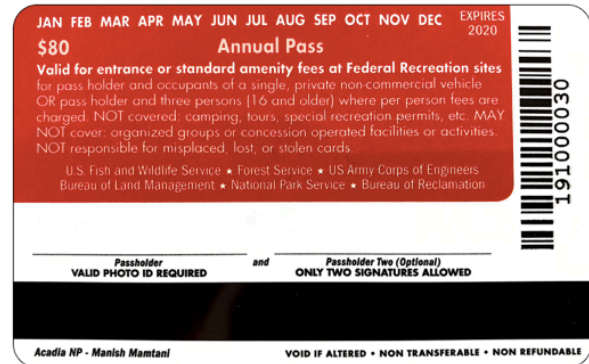 JAN FEB MAR APR MAY JUN JUL AUG SEP OCT NOV DEC
EXPIRES
2020
$80 Annual Pass
Valid for entrance or standard amenity fees at Federal Recreation sites
for pass holder and occupants of a single, private non-commercial vehicle
OR pass holder and three persons (16 and older) where per person fees are
charged. NOT covered: camping, tours, special recreation permits, etc. MAY
NOT cover: organized groups or concession operated facilities or activities.
NOT responsible for misplaced, lost, or stolen cards.
U.S. Fish and Wildlife Service ★ Forest Service ★ US Army Corps of Engineers
Bureau of Land Management ★ National Park Service ★ Bureau of Reclamation
191000030
Passholder and Passholder Two (Optional)
VALID PHOTO ID REQUIRED ONLY TWO SIGNATURES ALLOWED
Acadia NP - Manish Mamtani VOID IF ALTERED • NON TRANSFERABLE • NON REFUNDABLE